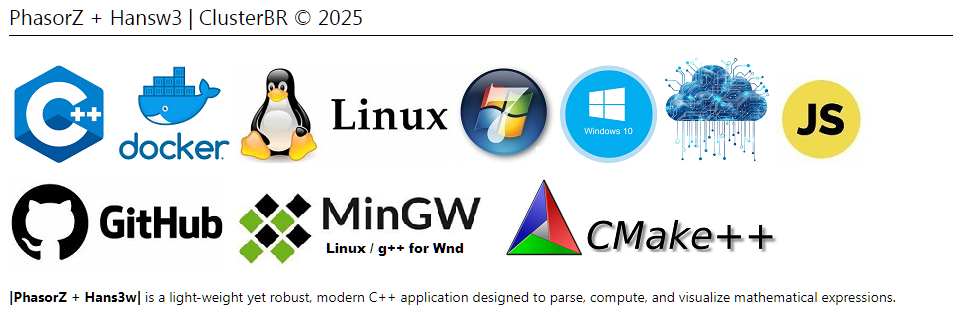 PhasorZ + Hansw3 | ClusterBR © 2025
C++ docker Linux 7 Windows 10 JS
GitHub MinGW CMake++
Linux / g++ for Wnd
|PhasorZ + Hans3w| is a light-weight yet robust, modern C++ application designed to parse, compute, and visualize mathematical expressions.